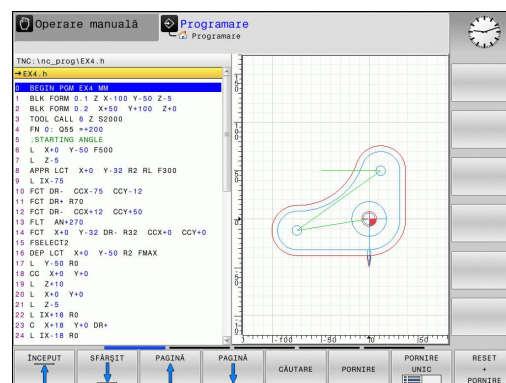 Operare manuală
Programare
Programare
TNC:\nc_prog\EX4.h
→EX4.h
0 BEGIN PGM EX4 MM
1 BLK FORM 0.1 Z X-100 Y-50 Z-5
2 BLK FORM 0.2 X+50 Y+100 Z+0
3 TOOL CALL 6 Z S2000
4 FN 0: Q55 =+200
5 ;STARTING ANGLE
6 L X+0 Y-50 F500
7 L Z-5
8 APPR LCT X+0 Y-32 R2 RL F300
9 L IX-75
10 FCT DR- CCX-75 CCY-12
11 FCT DR+ R70
12 FCT DR- CCX+12 CCY+50
13 FLT AN+270
14 FCT X+0 Y-32 DR- R32 CCX+0 CCY+0
15 FSELECT2
16 DEP LCT X+0 Y-50 R2 FMAX
17 L Y-50 R0
18 CC X+0 Y+0
19 L Z+10
20 L X+0 Y+0
21 L Z-5
22 L IX+18 R0
23 C X+18 Y+0 DR+
24 L IX-18 R0
-100
-50
0
50
ÎNCEPUT
SFÂRŞIT
PAGINĂ
PAGINĂ
CĂUTARE
PORNIRE
PORNIRE
UNIC
RESET
+
PORNIRE